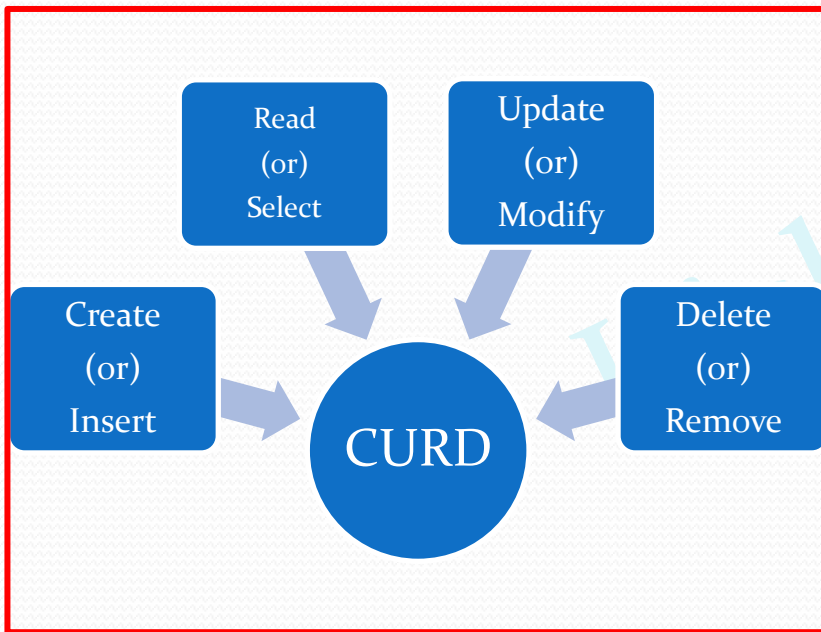 Read
(or)
Select
Update
(or)
Modify
Create
(or)
Insert
Delete
(or)
Remove
CURD